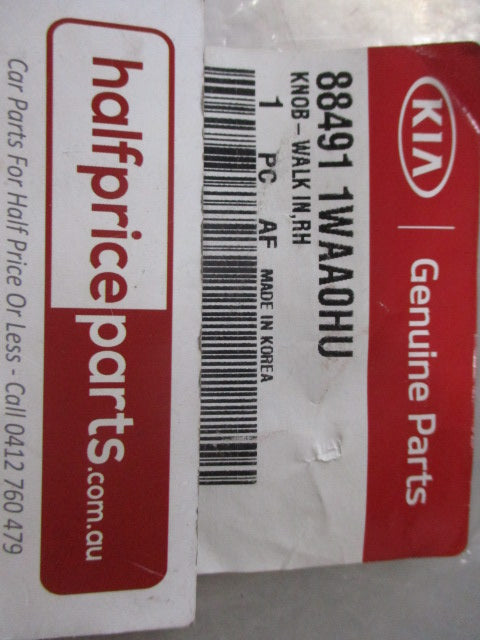 KIA Genuine Parts
88491 1WAA0HU
KNOB-WALK IN,RH
1 PC AF MADE IN KOREA
halfpriceparts.com.au
Car Parts For Half Price Or Less - Call 0412 760 479